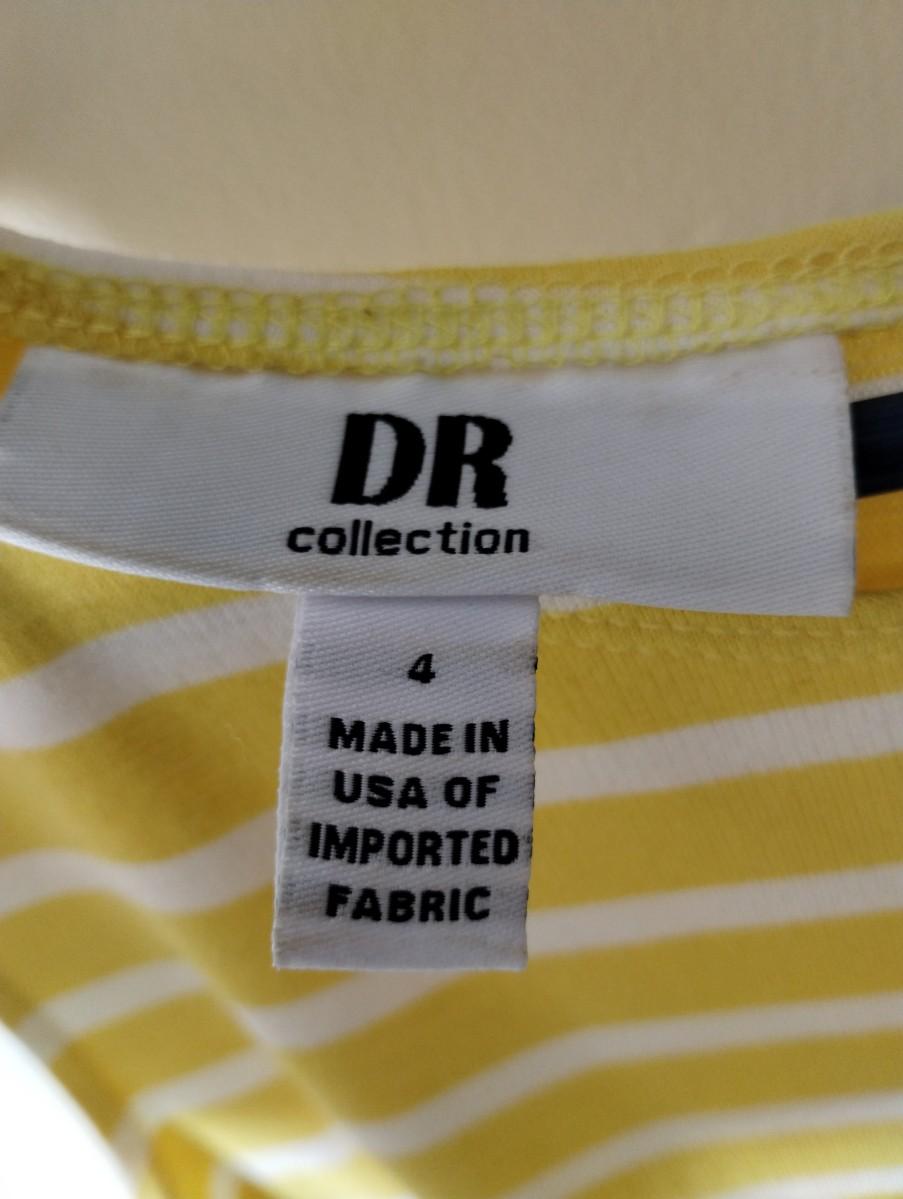 DR
collection
4
MADE IN
USA OF
IMPORTED
FABRIC